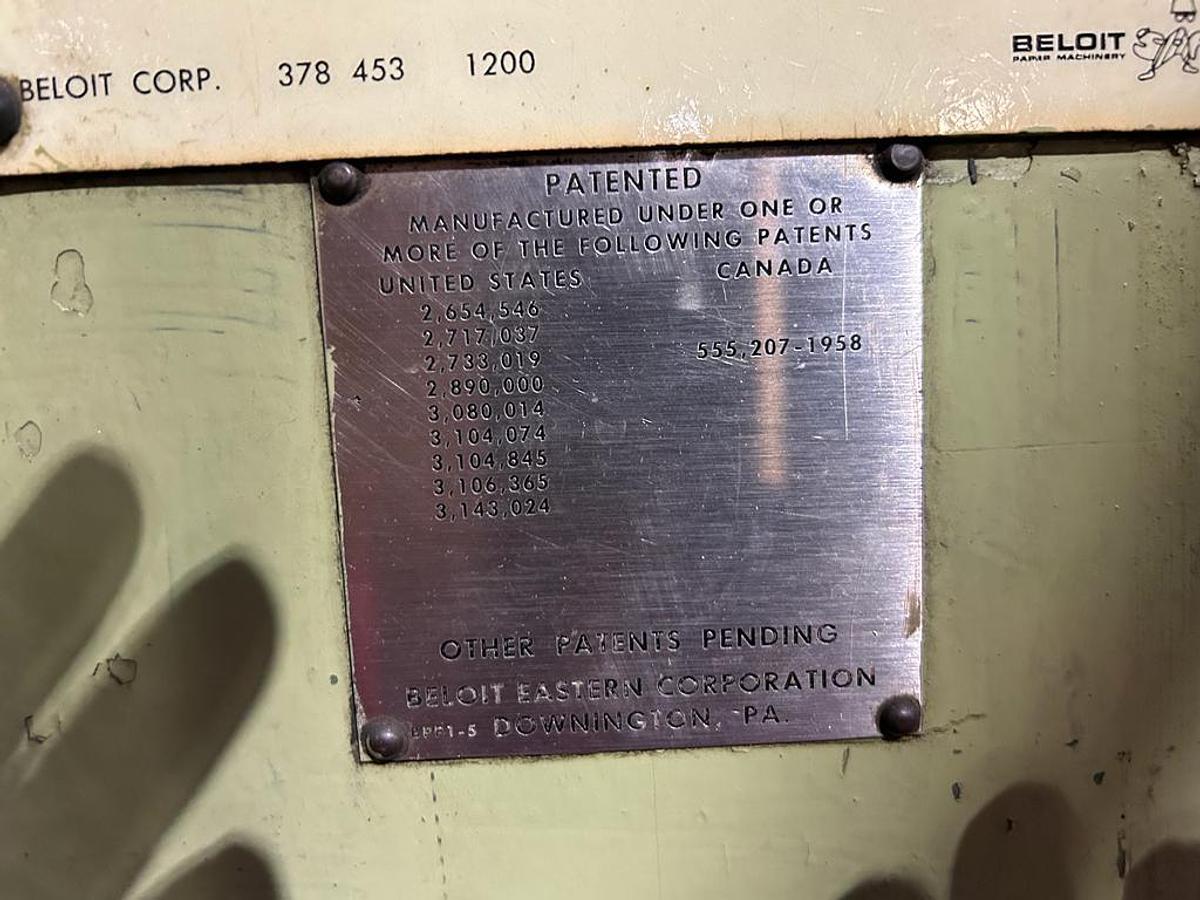 BELOIT CORP. 378 453 1200
BELOIT
PAPER MACHINERY
PATENTED
MANUFACTURED UNDER ONE OR
MORE OF THE FOLLOWING PATENTS
UNITED STATES CANADA
2,654,546
2,717,037
555,207-1958
2,733,019
2,890,000
3,080,014
3,104,074
3,104,845
3,106,365
3,143,024
OTHER PATENTS PENDING
BELOIT EASTERN CORPORATION
DOWNINGTON, PA.